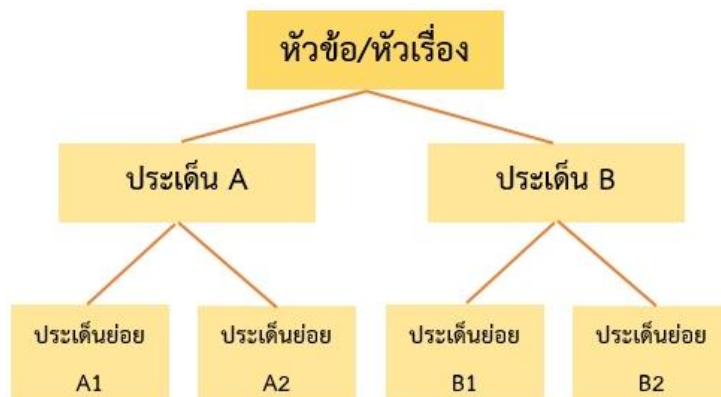 หัวข้อ/หัวเรื่อง
ประเด็น A
ประเด็น B
ประเด็นย่อย
A1
ประเด็นย่อย
A2
ประเด็นย่อย
B1
ประเด็นย่อย
B2